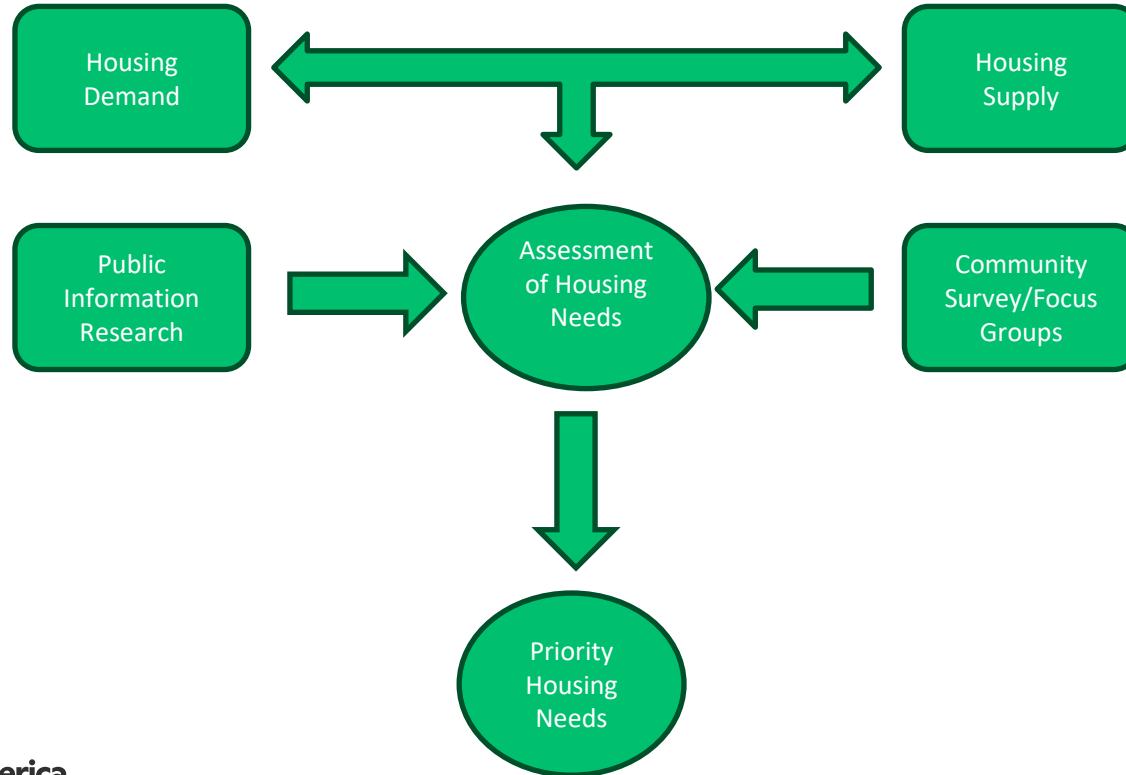 Housing
Demand
Housing
Supply
Public
Information
Research
Assessment
of Housing
Needs
Community
Survey/Focus
Groups
Priority
Housing
Needs